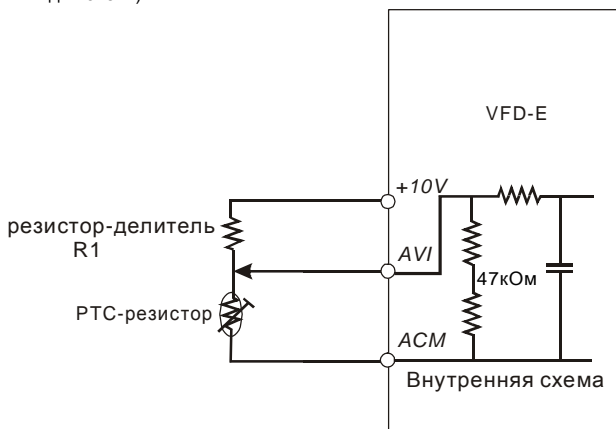 VFD-E
+10V
резистор-делитель
R1
AVI
47кОм
PTC-резистор
ACM
Внутренняя схема